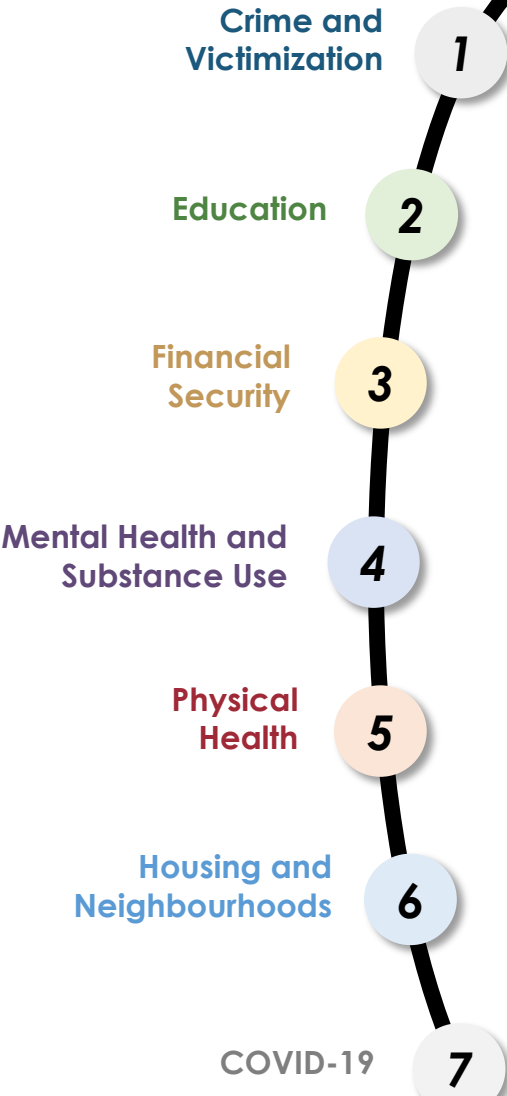 Crime and
Victimization
1
Education
2
Financial
Security
3
Mental Health and
Substance Use
4
Physical
Health
5
Housing and
Neighbourhoods
6
COVID-19
7